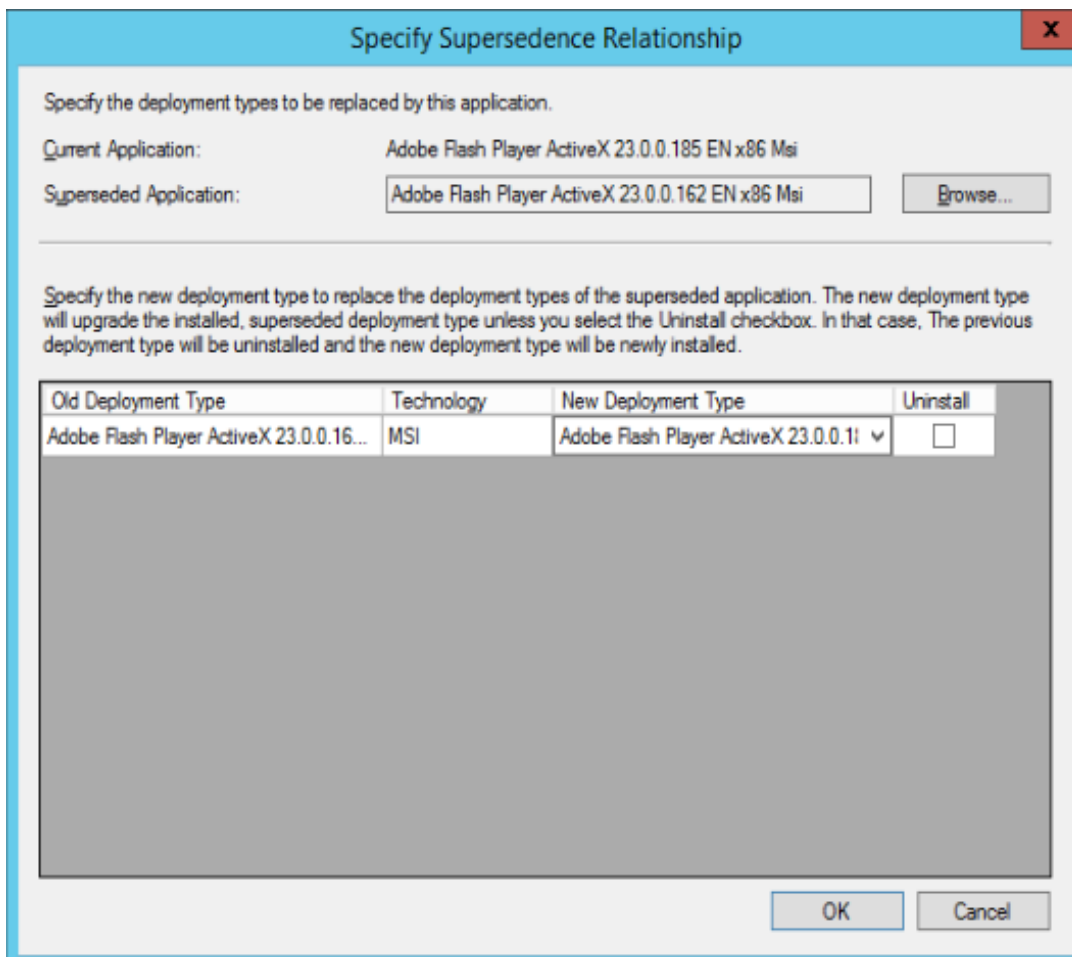 Specify Supersedence Relationship
x
Specify the deployment types to be replaced by this application.
Current Application: Adobe Flash Player ActiveX 23.0.0.185 EN x86 Msi
Superseded Application: Adobe Flash Player ActiveX 23.0.0.162 EN x86 Msi Browse...
Specify the new deployment type to replace the deployment types of the superseded application. The new deployment type
will upgrade the installed, superseded deployment type unless you select the Uninstall checkbox. In that case, The previous
deployment type will be uninstalled and the new deployment type will be newly installed.
Old Deployment Type Technology New Deployment Type Uninstall
Adobe Flash Player ActiveX 23.0.0.16... MSI Adobe Flash Player ActiveX 23.0.0.18
OK Cancel